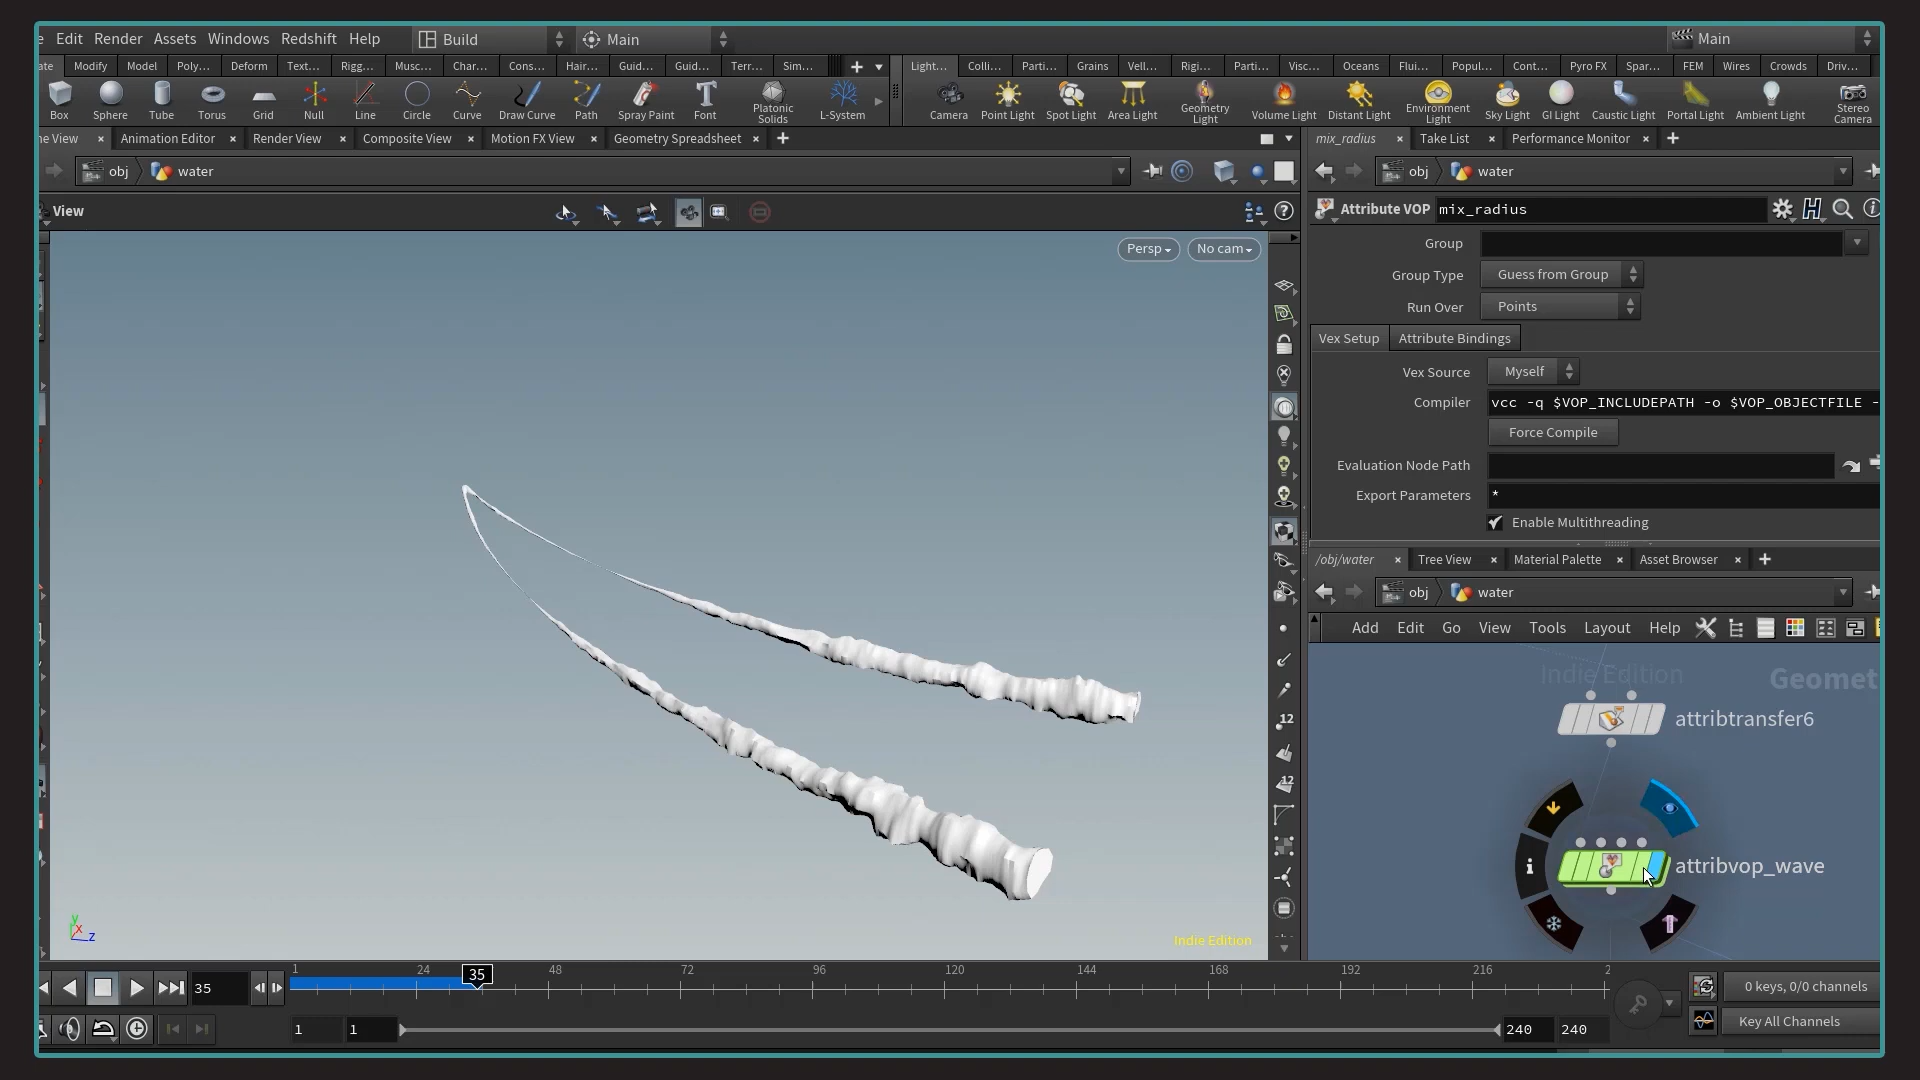 e Edit Render Assets Windows Redshift Help Build Main Main
ate Modify Model Poly... Deform Text... Rigg... Musc... Char... Cons... Hair... Guid... Guid... Terr... Sim... Light... Colli... Parti... Grains Vell... Rigi... Parti... Visc... Oceans Flui... Popul... Cont... Pyro FX Spar... FEM Wires Crowds Driv...
Box Sphere Tube Torus Grid Null Line Circle Curve Draw Curve Path Spray Paint Font Platonic Solids L-System Camera Point Light Spot Light Area Light Geometry Light Volume Light Distant Light Environment Light Sky Light GI Light Caustic Light Portal Light Ambient Light Stereo Camera
ne View Animation Editor Render View Composite View Motion FX View Geometry Spreadsheet mix_radius Take List Performance Monitor
obj water obj water
View Attribute VOP mix_radius
Persp No cam
Group
Group Type Guess from Group
Run Over Points
Vex Setup Attribute Bindings
Vex Source Myself
Compiler vcc -q $VOP_INCLUDEPATH -o $VOP_OBJECTFILE -
Force Compile
Evaluation Node Path
Export Parameters *
Enable Multithreading
/obj/water Tree View Material Palette Asset Browser
obj water
Add Edit Go View Tools Layout Help
Indie Edition Geomet
12
attribtransfer6
12
attribvop_wave
y
x
z
Indie Edition
35 1 24 35 48 72 96 120 144 168 192 216 2 0 keys, 0/0 channels
1 1 240 240 Key All Channels